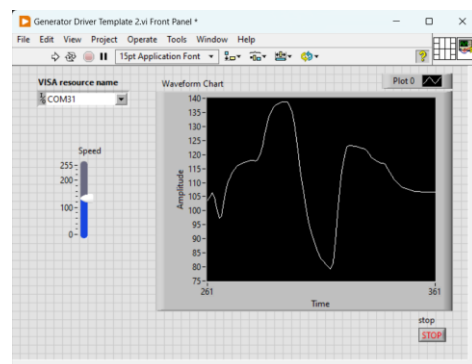 Generator Driver Template 2.vi Front Panel *
File Edit View Project Operate Tools Window Help
15pt Application Font
?
VISA resource name
COM31
Waveform Chart
Plot 0
Speed
255
200
100
0
Amplitude
140
135
130
125
120
115
110
105
100
95
90
85
80
75
261
361
Time
stop
STOP